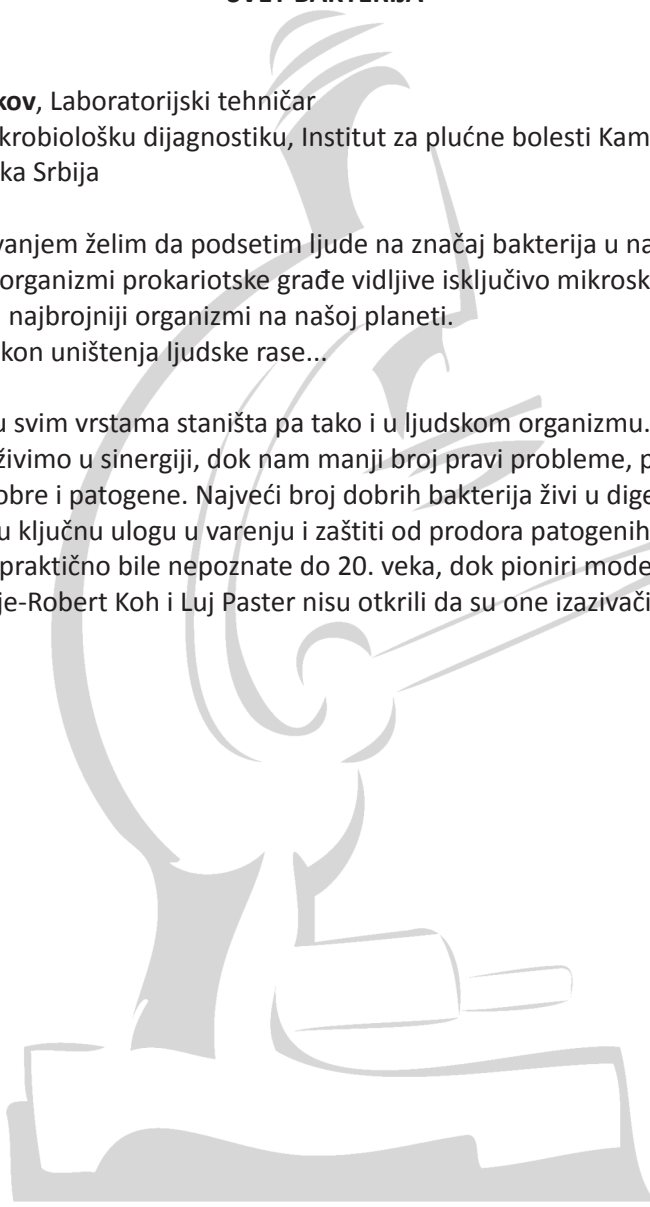 SVET BAKTERIJA
kov, Laboratorijski tehničar
krobiološku dijagnostiku, Institut za plućne bolesti Kam
ka Srbija
vanjem želim da podsetim ljude na značaj bakterija u na
organizmi prokariotske građe vidljive isključivo mikrosk
najbrojniji organizmi na našoj planeti.
kon uništenja ljudske rase...
u svim vrstama staništa pa tako i u ljudskom organizmu.
živimo u sinergiji, dok nam manji broj pravi probleme, p
obre i patogene. Najveći broj dobrih bakterija živi u dige
u ključnu ulogu u varenju i zaštiti od prodora patogenih
praktično bile nepoznate do 20. veka, dok pioniri mode
je-Robert Koh i Luj Paster nisu otkrili da su one izazivači